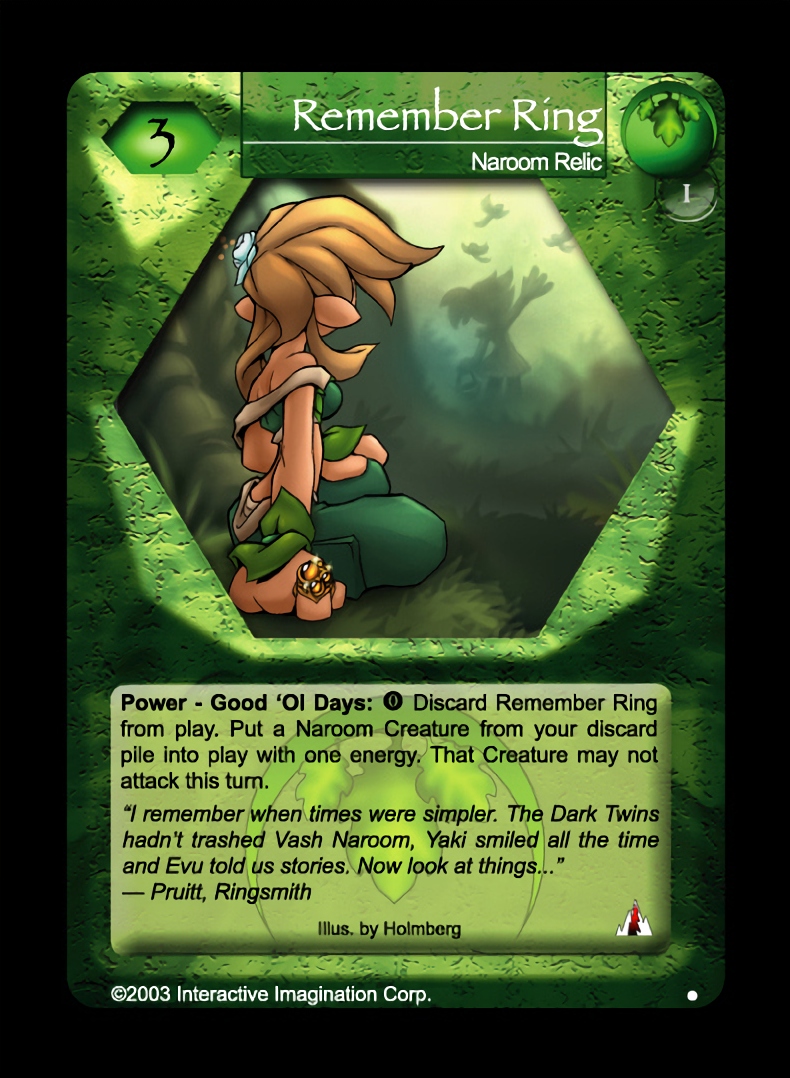 3
Remember Ring
Naroom Relic
I
Power - Good ‘Ol Days: 0 Discard Remember Ring
from play. Put a Naroom Creature from your discard
pile into play with one energy. That Creature may not
attack this turn.
“I remember when times were simpler. The Dark Twins
hadn't trashed Vash Naroom, Yaki smiled all the time
and Evu told us stories. Now look at things...”
— Pruitt, Ringsmith
Illus. by Holmberg
©2003 Interactive Imagination Corp.